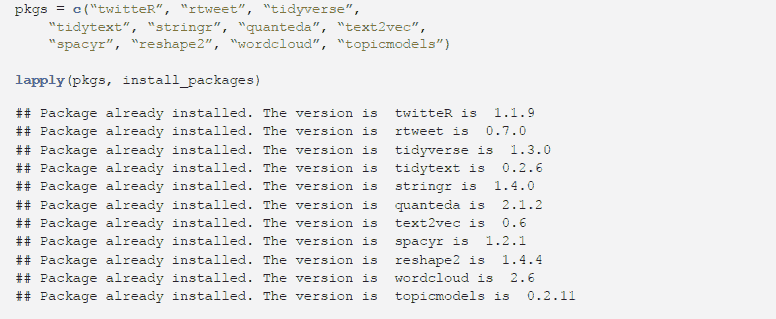 pkgs = c(“twitteR”, “rtweet”, “tidyverse”,
“tidytext”, “stringr”, “quanteda”, “text2vec”,
“spacyr”, “reshape2”, “wordcloud”, “topicmodels”)
lapply(pkgs, install_packages)
## Package already installed. The version is twitteR is 1.1.9
## Package already installed. The version is rtweet is 0.7.0
## Package already installed. The version is tidyverse is 1.3.0
## Package already installed. The version is tidytext is 0.2.6
## Package already installed. The version is stringr is 1.4.0
## Package already installed. The version is quanteda is 2.1.2
## Package already installed. The version is text2vec is 0.6
## Package already installed. The version is spacyr is 1.2.1
## Package already installed. The version is reshape2 is 1.4.4
## Package already installed. The version is wordcloud is 2.6
## Package already installed. The version is topicmodels is 0.2.11